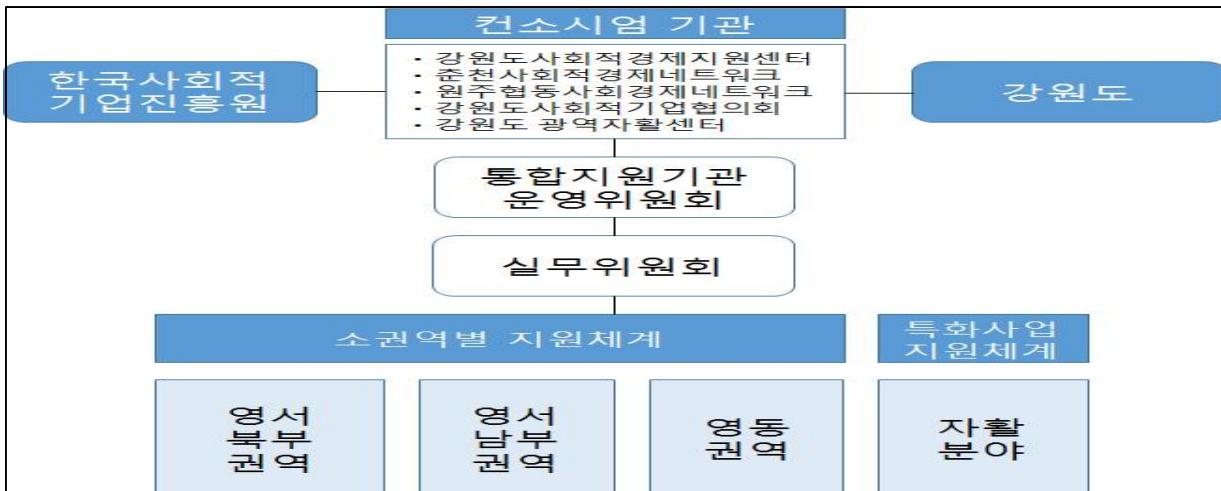 컨소시엄 기관
한국사회적
기업진흥원
• 강원도사회적경제지원센터
• 춘천사회적경제네트워크
• 원주협동사회경제네트워크
• 강원도사회적기업협의회
• 강원도 광역자활센터
강원도
통합지원기관
운영위원회
실무위원회
소권역별 지원체계
특화사업
지원체계
영서
북부
권역
영서
남부
권역
영동
권역
자활
분야